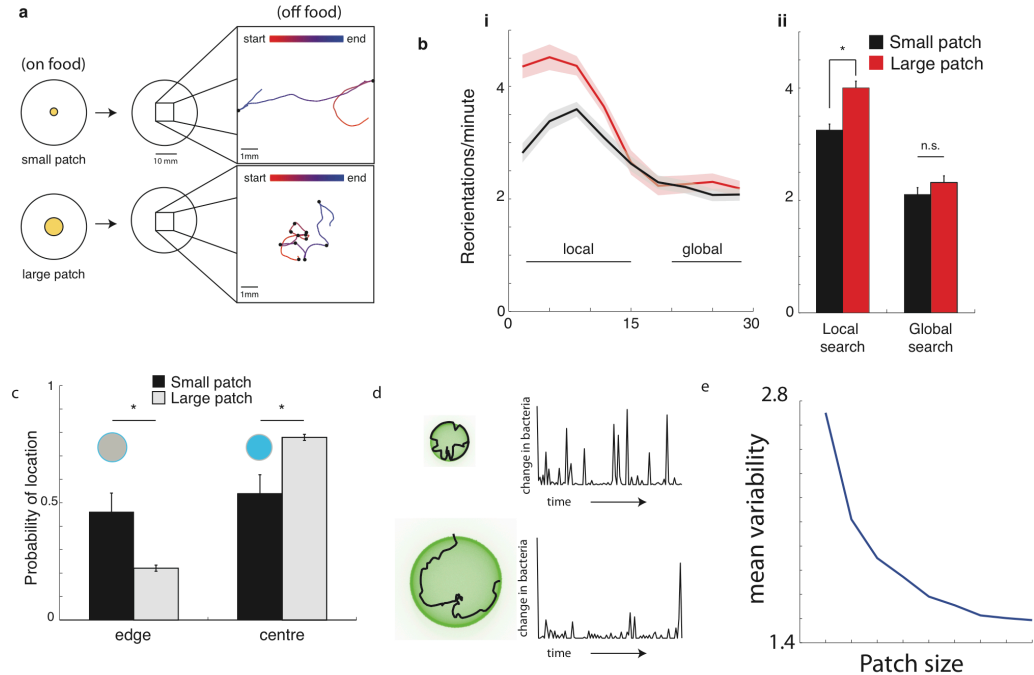 a
(off food)
start
end
(on food)
1mm
small patch
10 mm
start
end
large patch
1mm
b
i
Reorientations/minute
4
2
0
local
global
0
15
30
ii
*
Small patch
Large patch
4
n.s.
2
0
Local search
Global search
c
1
Small patch
Large patch
*
*
Probability of location
0.5
0
edge
centre
d
change in bacteria
time
change in bacteria
time
e
2.8
mean variability
1.4
Patch size